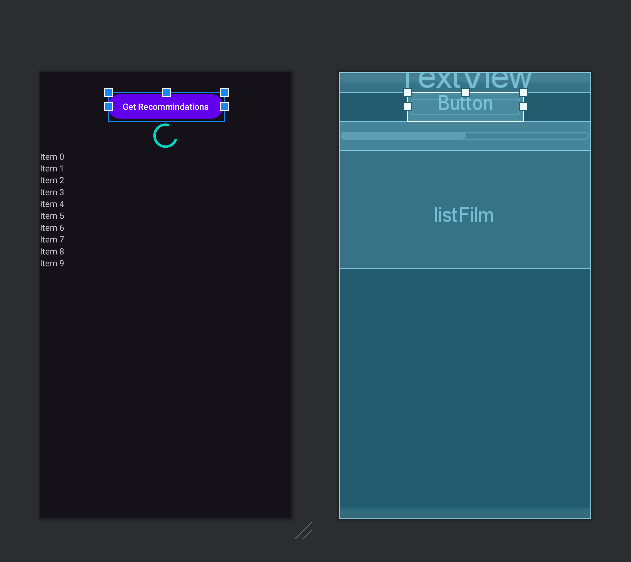 Get Recommindations
Item 0
Item 1
Item 2
Item 3
Item 4
Item 5
Item 6
Item 7
Item 8
Item 9
TextView
Button
listFilm